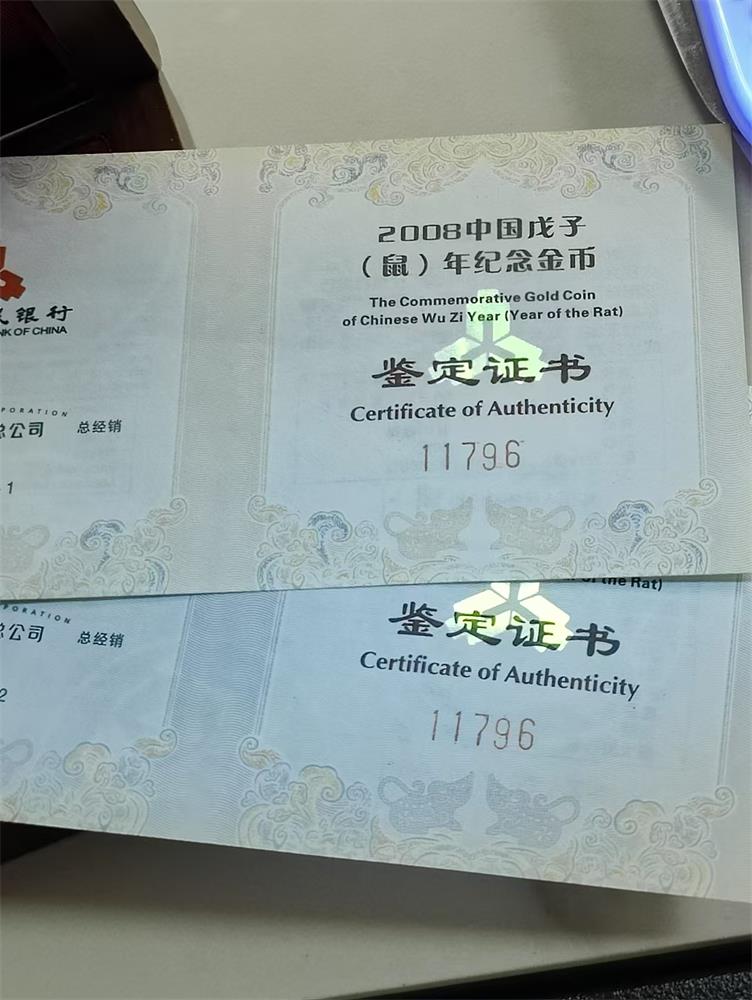 2008中国戊子
（鼠）年纪念金币
The Commemorative Gold Coin
of Chinese Wu Zi Year (Year of the Rat)
鉴定证书
Certificate of Authenticity
11796
银行
OF CHINA
PORATION
总公司 总经销
1
the Rat)
鉴定证书
Certificate of Authenticity
11796
PORATION
总公司 总经销
2